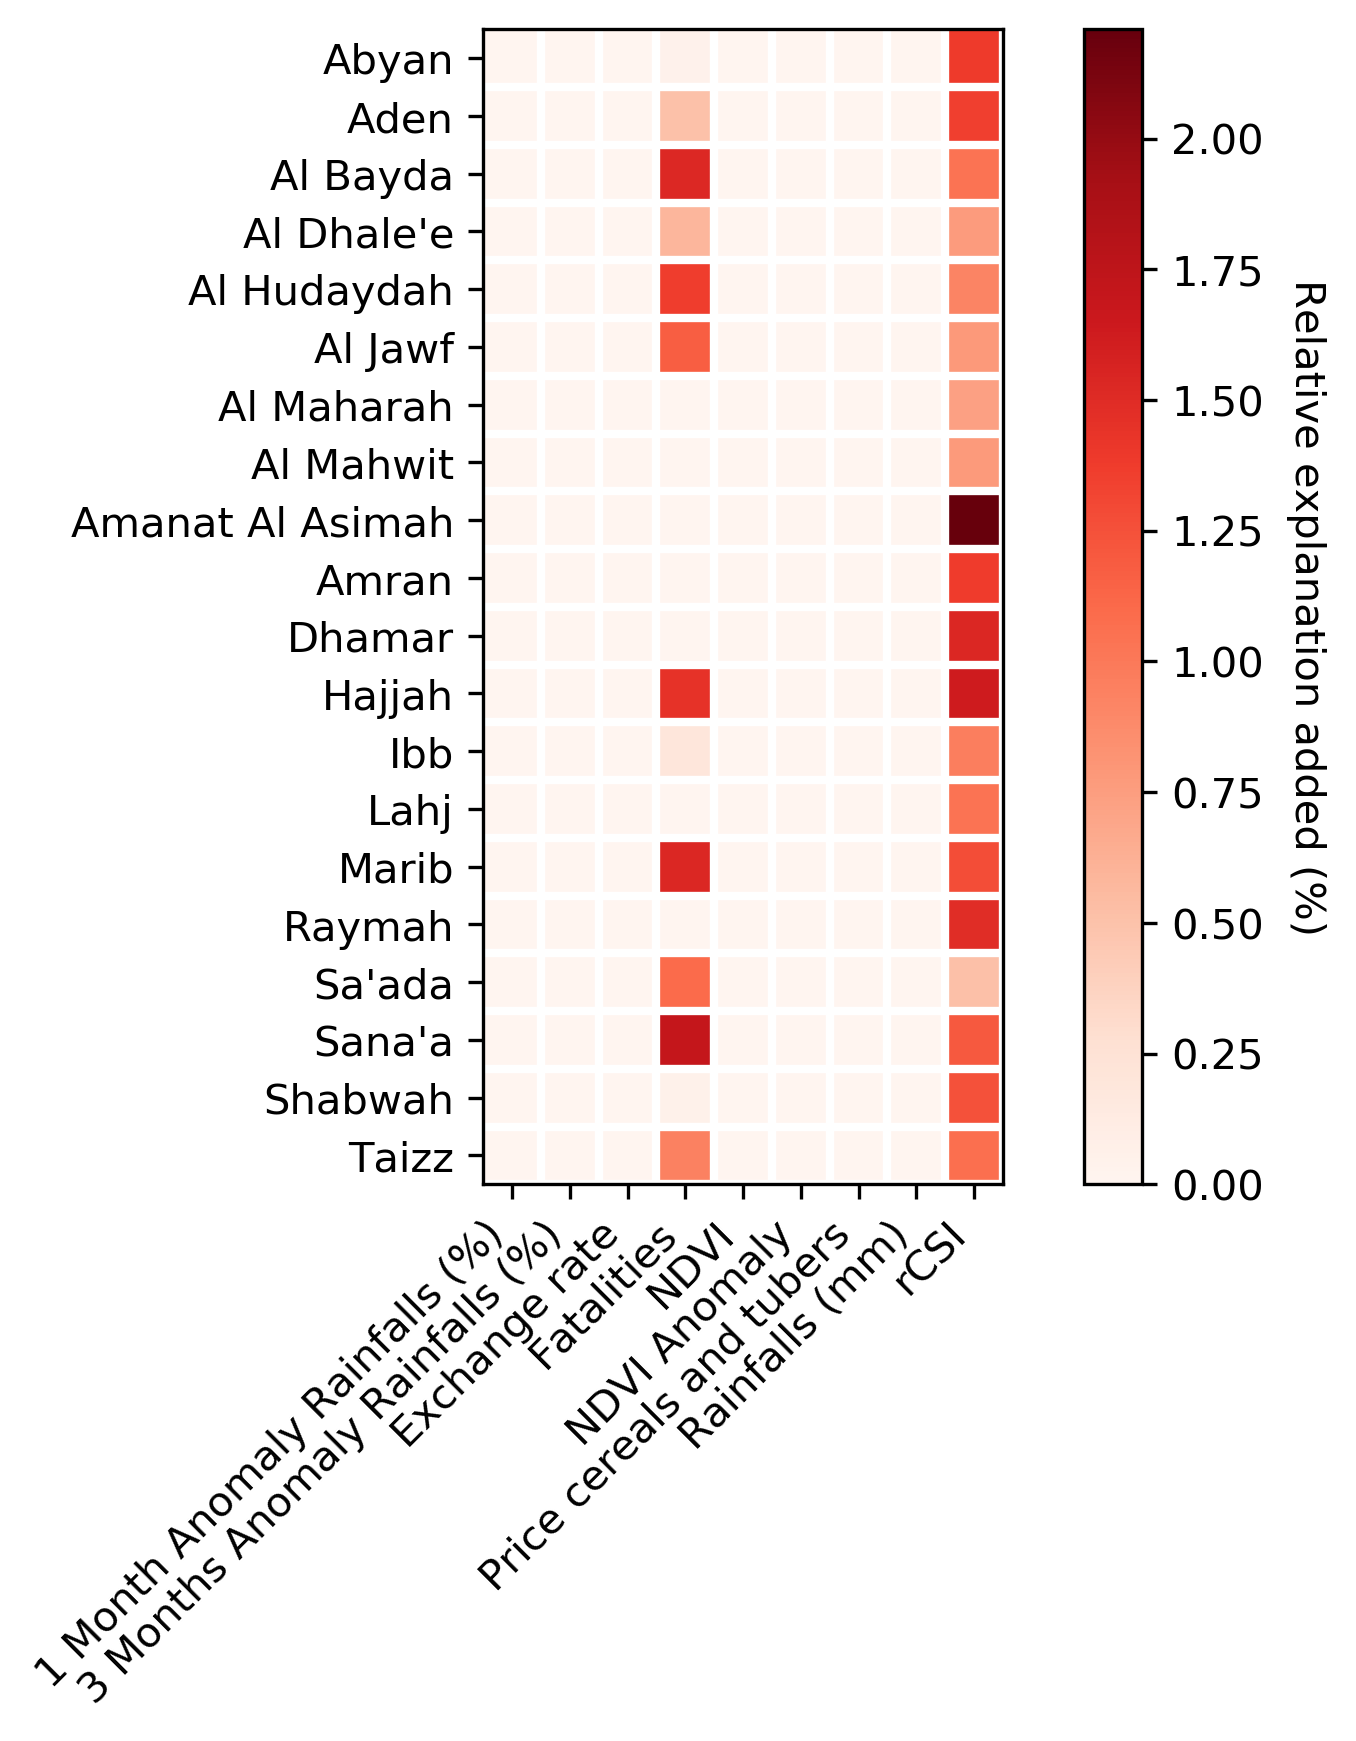 Abyan
Aden
Al Bayda
Al Dhale'e
Al Hudaydah
Al Jawf
Al Maharah
Al Mahwit
Amanat Al Asimah
Amran
Dhamar
Hajjah
Ibb
Lahj
Marib
Raymah
Sa'ada
Sana'a
Shabwah
Taizz
1 Month Anomaly Rainfalls (%)
3 Months Anomaly Rainfalls (%)
Exchange rate
Fatalities
NDVI
NDVI Anomaly
Price cereals and tubers
Rainfalls (mm)
rCSI
2.00
1.75
1.50
1.25
1.00
0.75
0.50
0.25
0.00
Relative explanation added (%)